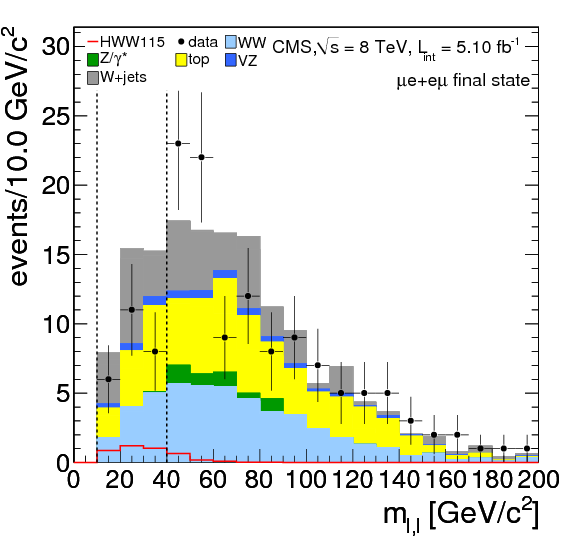 HWW115 data WW CMS,√s = 8 TeV, L_int = 5.10 fb⁻¹
Z/γ* top VZ
W+jets μe+eμ final state
events/10.0 GeV/c²
30
25
20
15
10
5
0
0 20 40 60 80 100 120 140 160 180 200
m_l,l [GeV/c²]